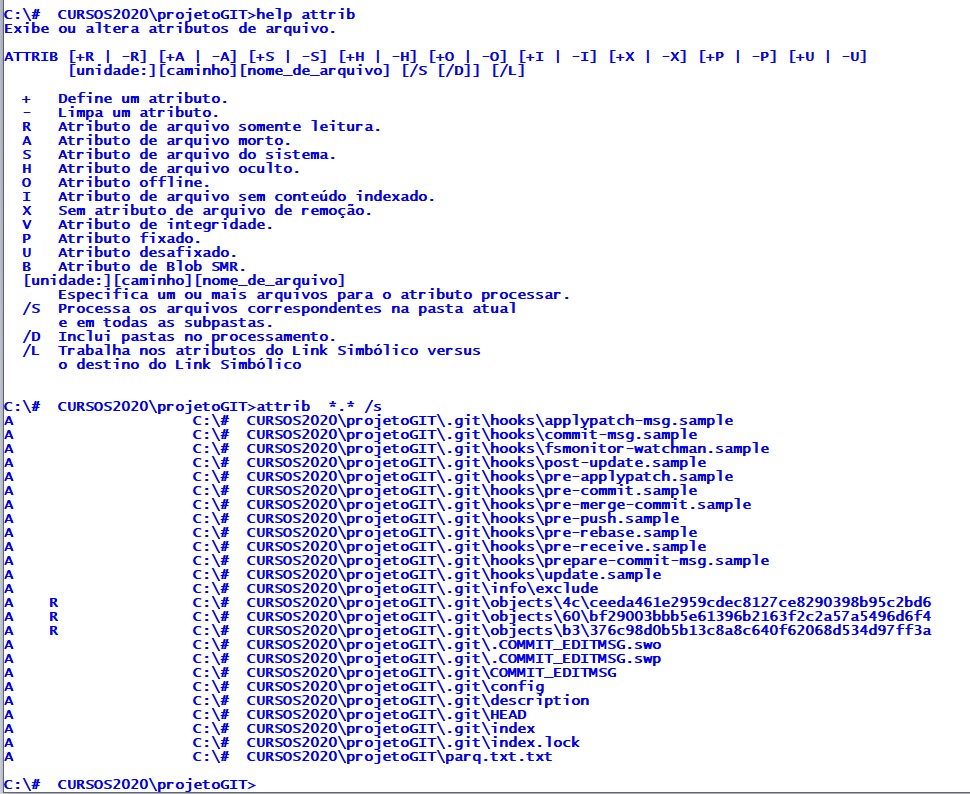 C:\#  CURSOS2020\projetoGIT>help attrib
Exibe ou altera atributos de arquivo.
ATTRIB [+R | -R] [+A | -A] [+S | -S] [+H | -H] [+O | -O] [+I | -I] [+X | -X] [+P | -P] [+U | -U]
       [unidade:][caminho][nome_de_arquivo] [/S [/D]] [/L]
  +   Define um atributo.
  -   Limpa um atributo.
  R   Atributo de arquivo somente leitura.
  A   Atributo de arquivo morto.
  S   Atributo de arquivo do sistema.
  H   Atributo de arquivo oculto.
  O   Atributo offline.
  I   Atributo de arquivo sem conteúdo indexado.
  X   Sem atributo de arquivo de remoção.
  V   Atributo de integridade.
  P   Atributo fixado.
  U   Atributo desafixado.
  B   Atributo de Blob SMR.
  [unidade:][caminho][nome_de_arquivo]
      Especifica um ou mais arquivos para o atributo processar.
  /S  Processa os arquivos correspondentes na pasta atual
      e em todas as subpastas.
  /D  Inclui pastas no processamento.
  /L  Trabalha nos atributos do Link Simbólico versus
      o destino do Link Simbólico
C:\#  CURSOS2020\projetoGIT>attrib  *.* /s
A                    C:\#  CURSOS2020\projetoGIT\.git\hooks\applypatch-msg.sample
A                    C:\#  CURSOS2020\projetoGIT\.git\hooks\commit-msg.sample
A                    C:\#  CURSOS2020\projetoGIT\.git\hooks\fsmonitor-watchman.sample
A                    C:\#  CURSOS2020\projetoGIT\.git\hooks\post-update.sample
A                    C:\#  CURSOS2020\projetoGIT\.git\hooks\pre-applypatch.sample
A                    C:\#  CURSOS2020\projetoGIT\.git\hooks\pre-commit.sample
A                    C:\#  CURSOS2020\projetoGIT\.git\hooks\pre-merge-commit.sample
A                    C:\#  CURSOS2020\projetoGIT\.git\hooks\pre-push.sample
A                    C:\#  CURSOS2020\projetoGIT\.git\hooks\pre-rebase.sample
A                    C:\#  CURSOS2020\projetoGIT\.git\hooks\pre-receive.sample
A                    C:\#  CURSOS2020\projetoGIT\.git\hooks\prepare-commit-msg.sample
A                    C:\#  CURSOS2020\projetoGIT\.git\hooks\update.sample
A                    C:\#  CURSOS2020\projetoGIT\.git\info\exclude
A    R               C:\#  CURSOS2020\projetoGIT\.git\objects\4c\ceeda461e2959cdec8127ce8290398b95c2bd6
A    R               C:\#  CURSOS2020\projetoGIT\.git\objects\60\bf29003bbb5e61396b2163f2c2a57a5496d6f4
A    R               C:\#  CURSOS2020\projetoGIT\.git\objects\b3\376c98d0b5b13c8a8c640f62068d534d97ff3a
A                    C:\#  CURSOS2020\projetoGIT\.git\.COMMIT_EDITMSG.swo
A                    C:\#  CURSOS2020\projetoGIT\.git\.COMMIT_EDITMSG.swp
A                    C:\#  CURSOS2020\projetoGIT\.git\COMMIT_EDITMSG
A                    C:\#  CURSOS2020\projetoGIT\.git\config
A                    C:\#  CURSOS2020\projetoGIT\.git\description
A                    C:\#  CURSOS2020\projetoGIT\.git\HEAD
A                    C:\#  CURSOS2020\projetoGIT\.git\index
A                    C:\#  CURSOS2020\projetoGIT\.git\index.lock
A                    C:\#  CURSOS2020\projetoGIT\parq.txt.txt
C:\#  CURSOS2020\projetoGIT>